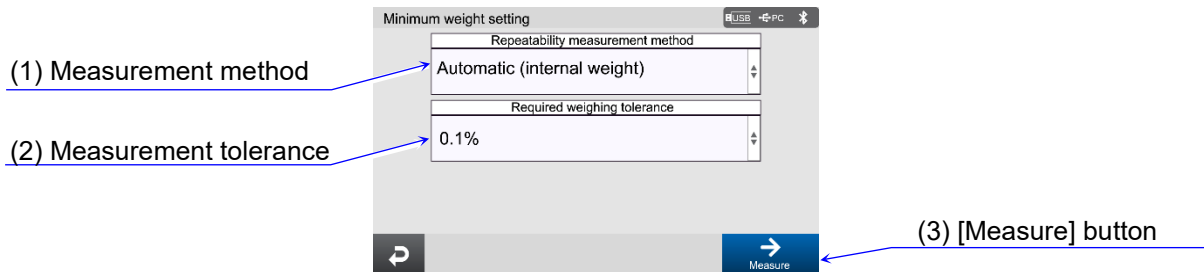 Minimum weight setting
USB PC
Repeatability measurement method
(1) Measurement method
Automatic (internal weight)
Required weighing tolerance
(2) Measurement tolerance
0.1%
(3) [Measure] button
Measure